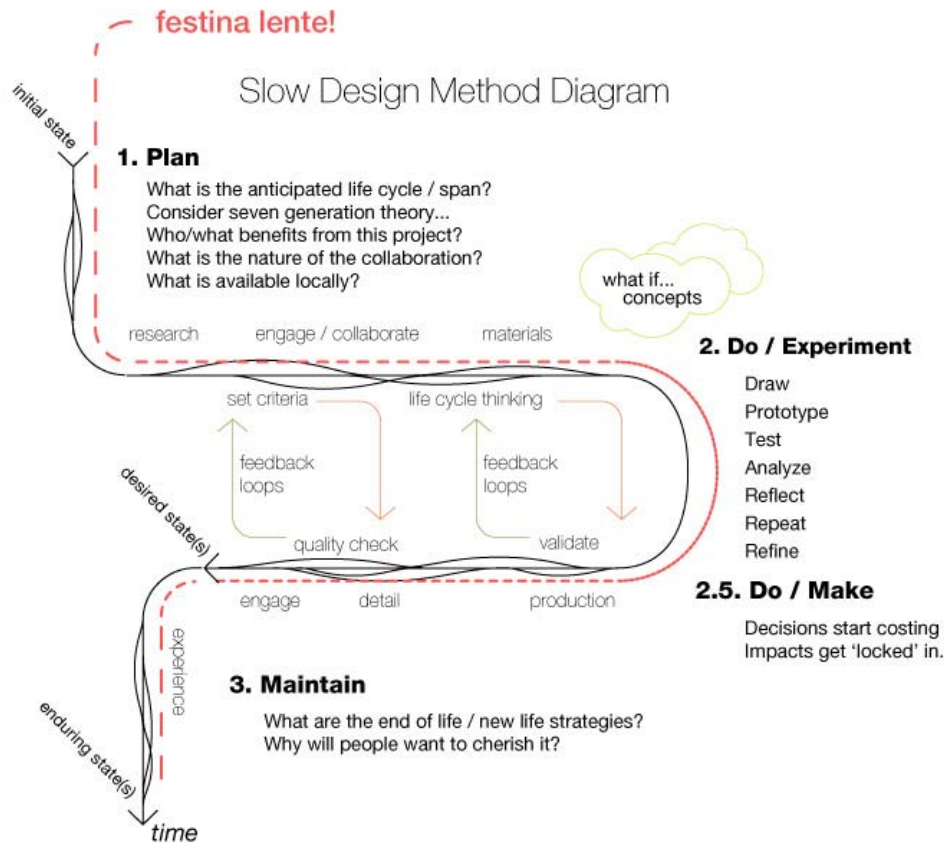 festina lente!
Slow Design Method Diagram
initial state
1. Plan
What is the anticipated life cycle / span?
Consider seven generation theory...
Who/what benefits from this project?
What is the nature of the collaboration?
What is available locally?
what if...
concepts
research
engage / collaborate
materials
2. Do / Experiment
Draw
Prototype
Test
Analyze
Reflect
Repeat
Refine
set criteria
life cycle thinking
feedback
loops
feedback
loops
desired state(s)
quality check
validate
engage
detail
production
2.5. Do / Make
Decisions start costing
Impacts get ‘locked’ in.
experience
3. Maintain
What are the end of life / new life strategies?
Why will people want to cherish it?
enduring state(s)
time